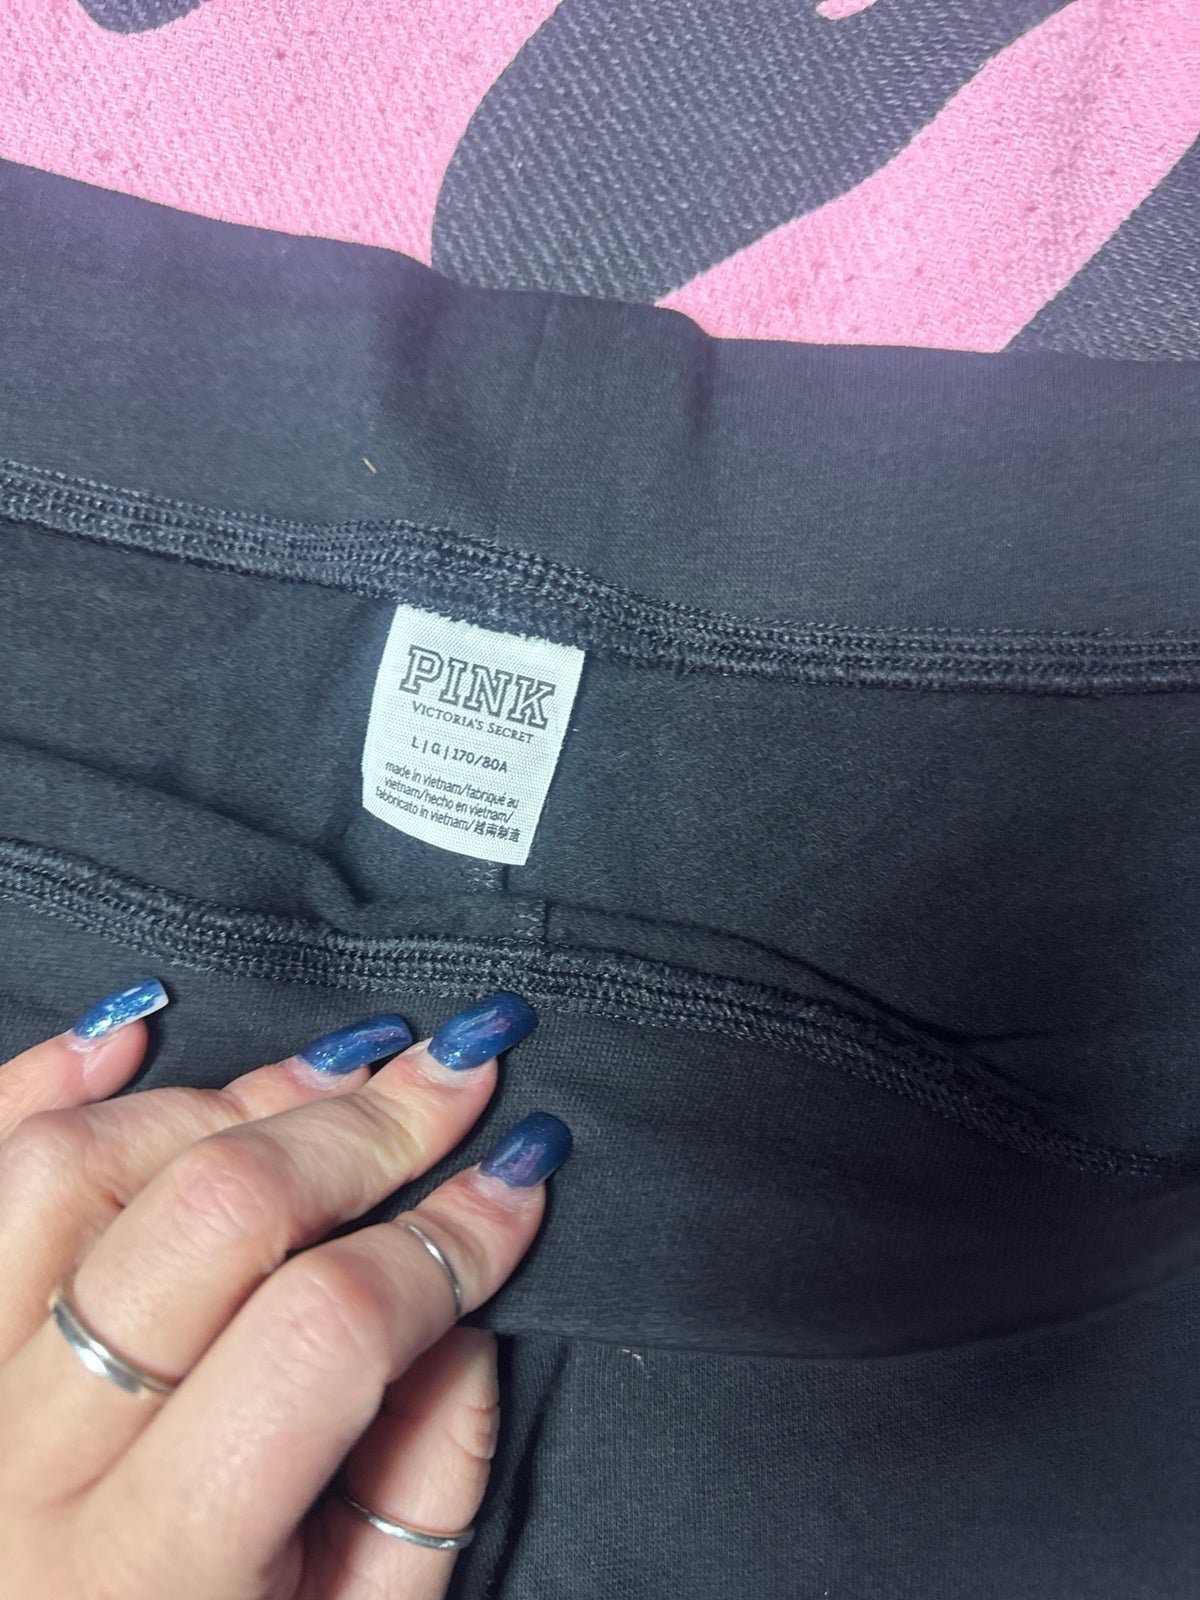 PINK
VICTORIA'S SECRET
L | G | 170/80A
made in vietnam/fabriqué au
vietnam/hecho en vietnam/
fabbricato in vietnam/越南制造